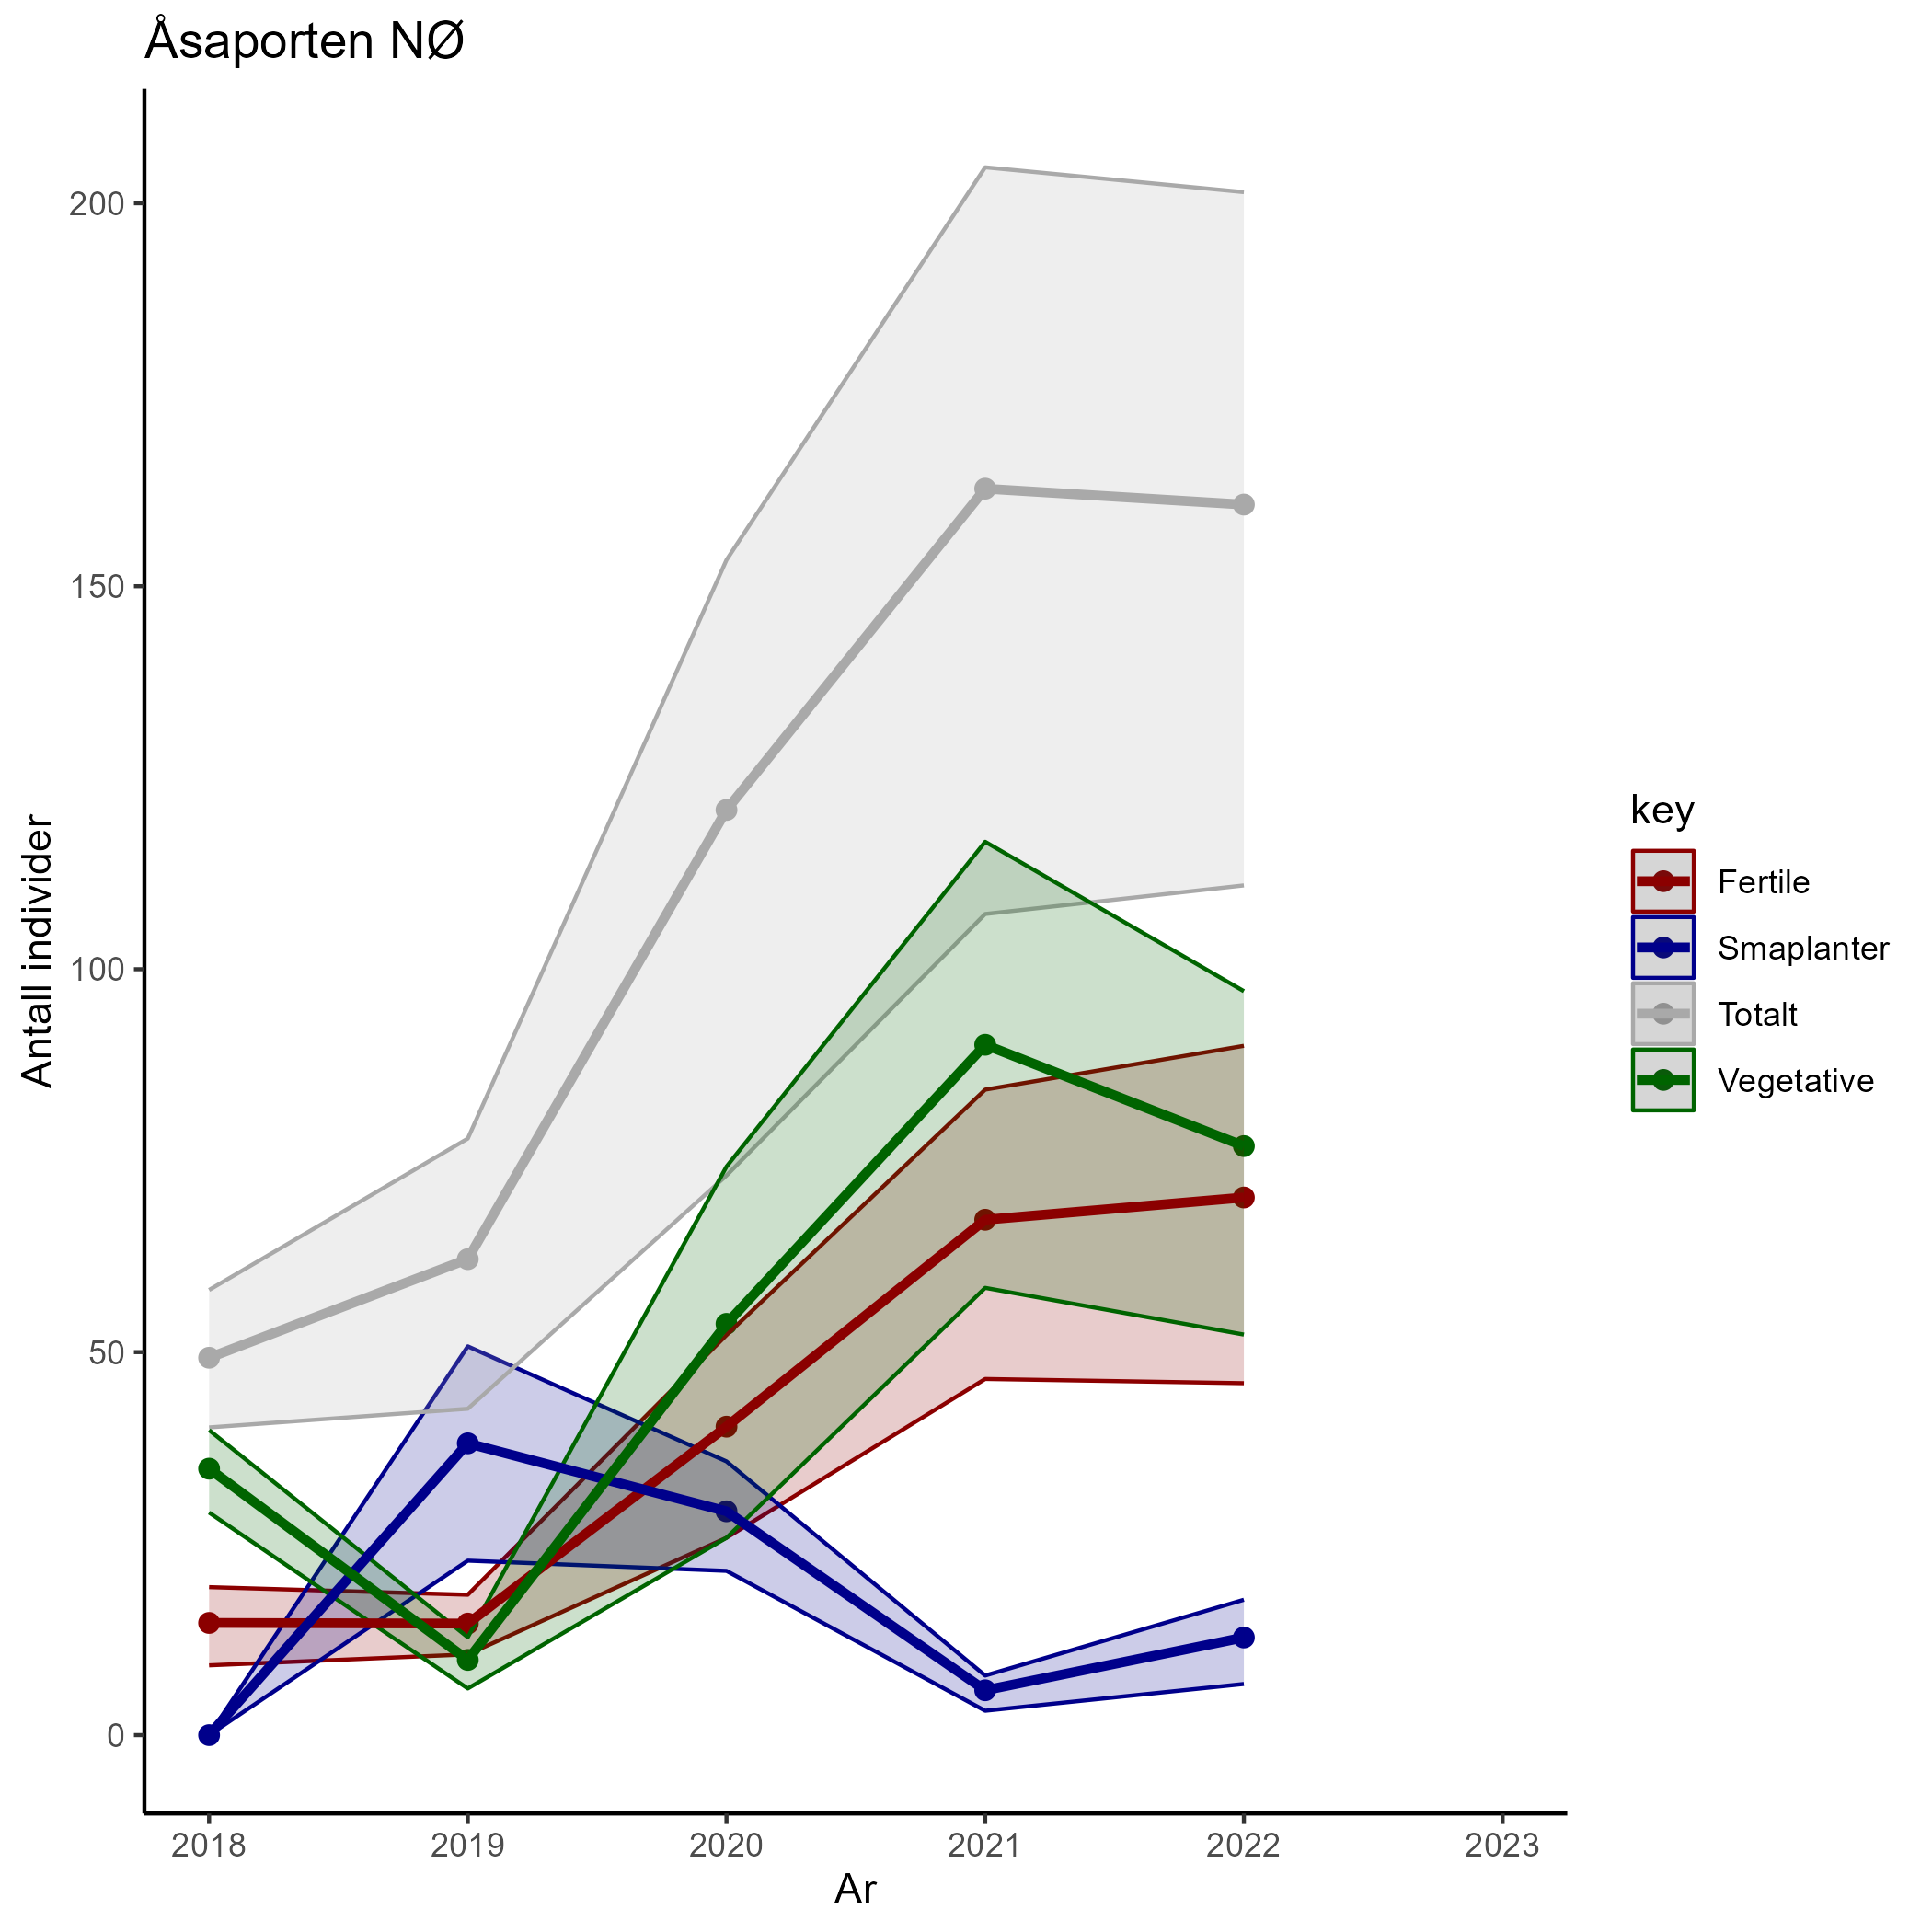 Åsaporten NØ
Antall individer
200
150
100
50
0
2018 2019 2020 2021 2022 2023
Ar
key
Fertile
Smaplanter
Totalt
Vegetative